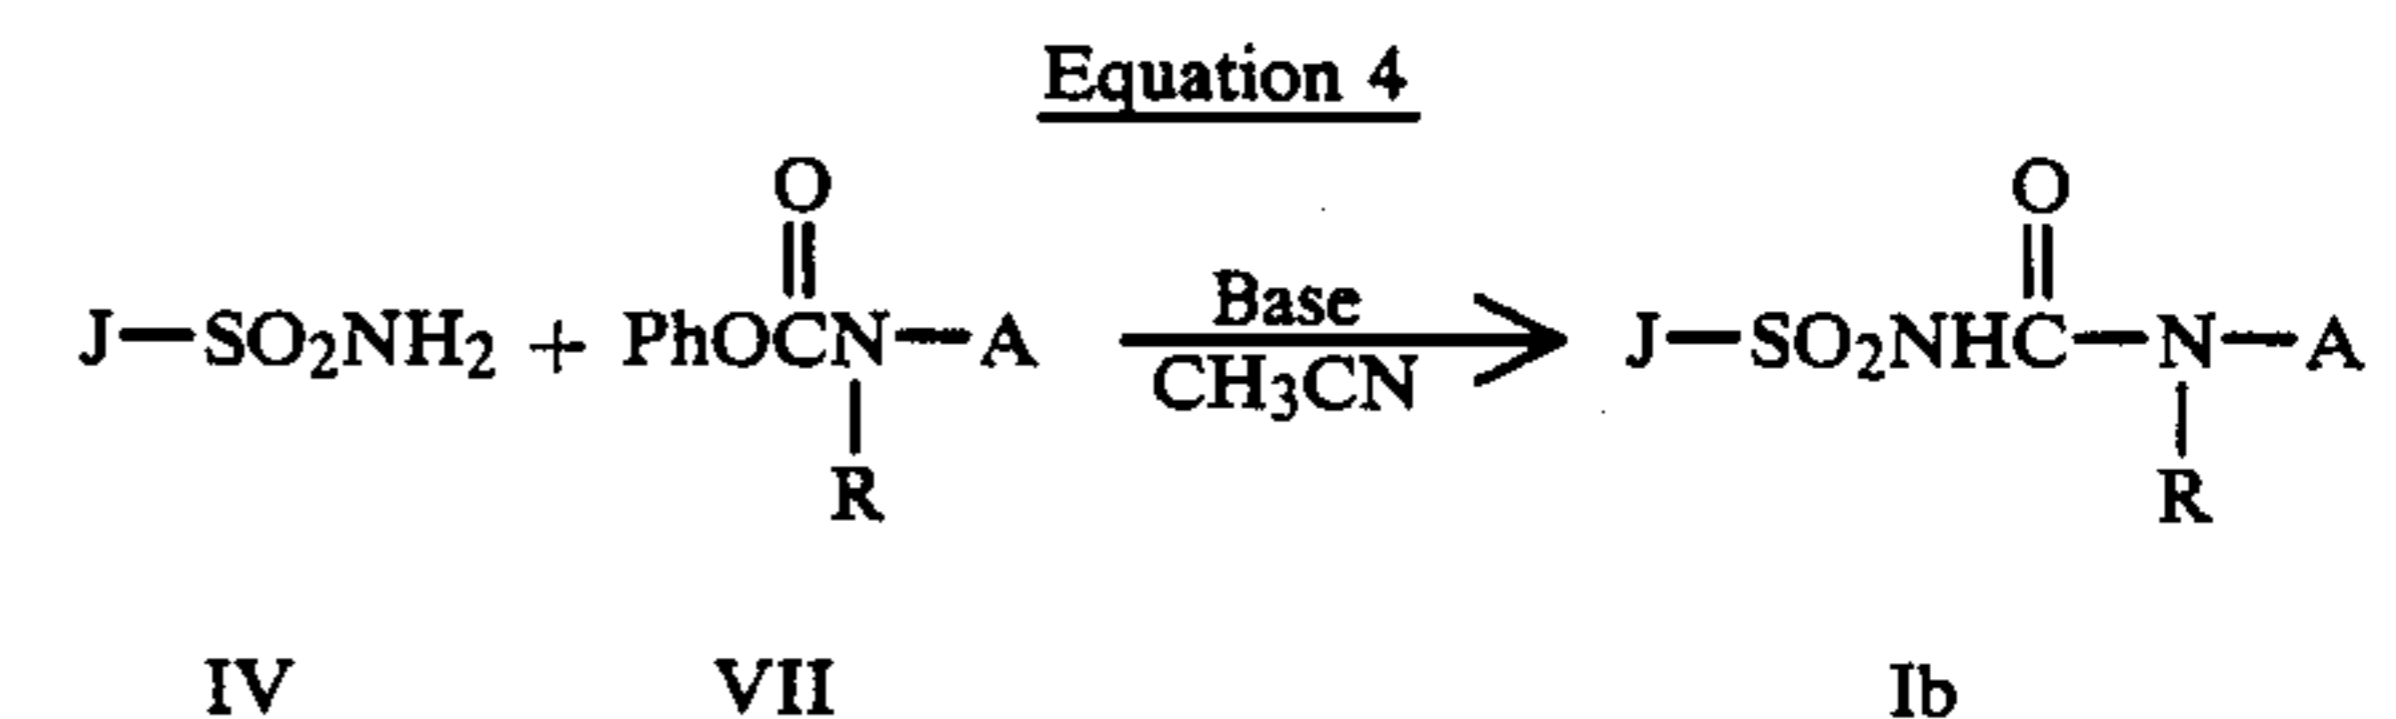 Equation 4
O O
J—SO₂NH₂ + PhOCN—A Base J—SO₂NHC—N—A
CH₃CN
R R
IV VII Ib